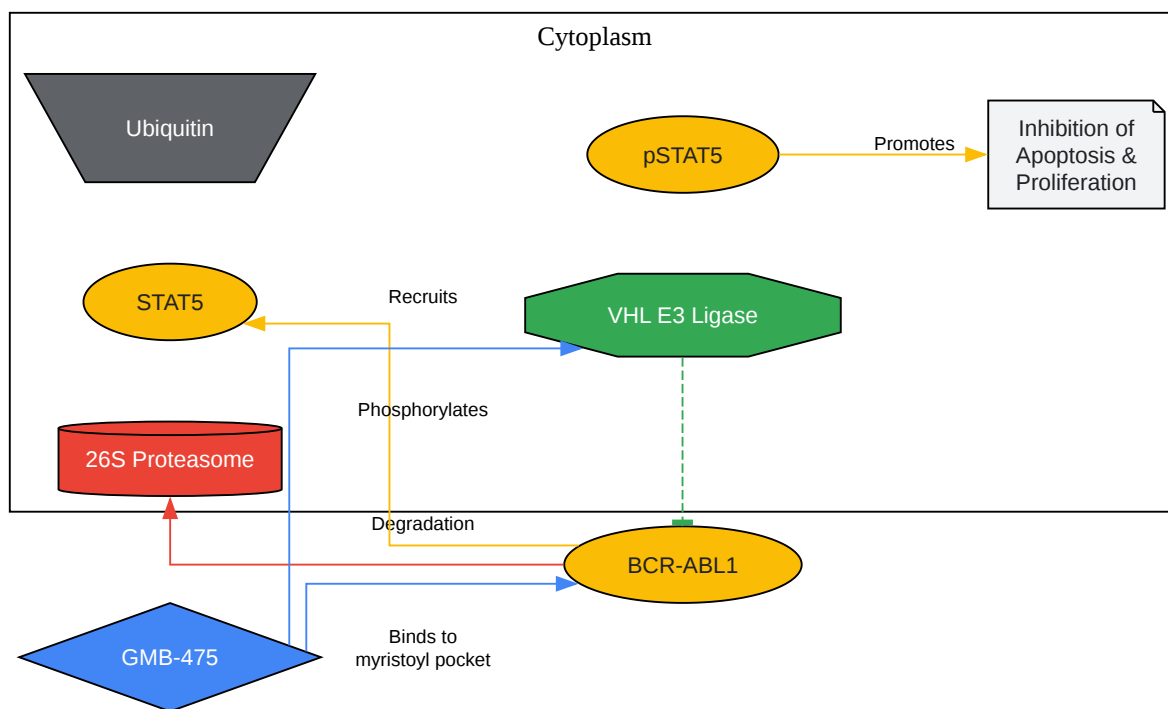 Cytoplasm
Ubiquitin
pSTAT5
Promotes
Inhibition of
Apoptosis &
Proliferation
STAT5
Recruits
VHL E3 Ligase
Phosphorylates
26S Proteasome
Degradation
BCR-ABL1
GMB-475
Binds to
myristoyl pocket